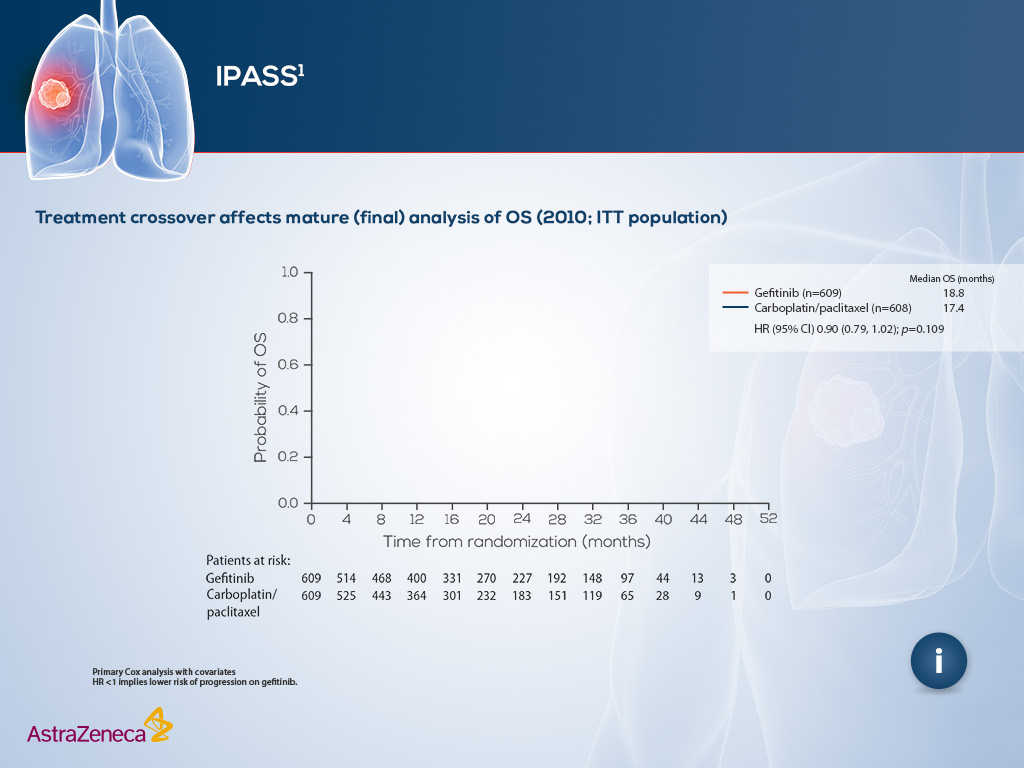 IPASS¹
Treatment crossover affects mature (final) analysis of OS (2010; ITT population)
Median OS (months)
Gefitinib (n=609) 18.8
Carboplatin/paclitaxel (n=608) 17.4
HR (95% CI) 0.90 (0.79, 1.02); p=0.109
Probability of OS
1.0
0.8
0.6
0.4
0.2
0.0
0 4 8 12 16 20 24 28 32 36 40 44 48 52
Time from randomization (months)
Patients at risk:
Gefitinib 609 514 468 400 331 270 227 192 148 97 44 13 3 0
Carboplatin/ 609 525 443 364 301 232 183 151 119 65 28 9 1 0
paclitaxel
Primary Cox analysis with covariates
HR <1 implies lower risk of progression on gefitinib.
i
AstraZeneca